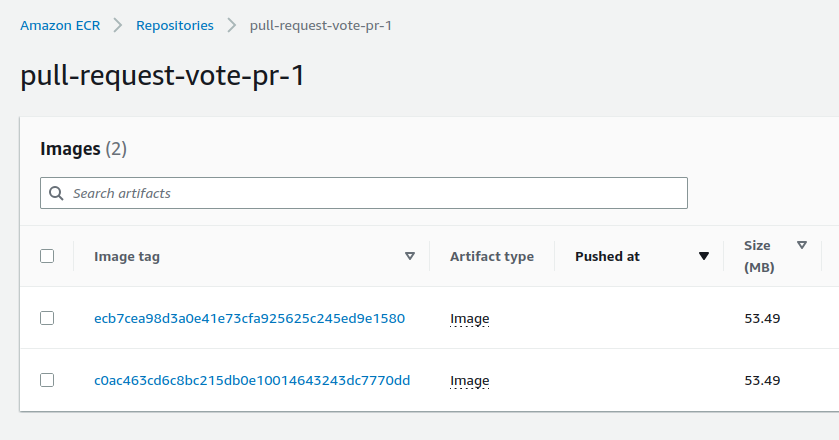 Amazon ECR > Repositories > pull-request-vote-pr-1
pull-request-vote-pr-1
Images (2)
Search artifacts
Image tag Artifact type Pushed at Size (MB)
ecb7cea98d3a0e41e73cfa925625c245ed9e1580 Image 53.49
c0ac463cd6c8bc215db0e10014643243dc7770dd Image 53.49